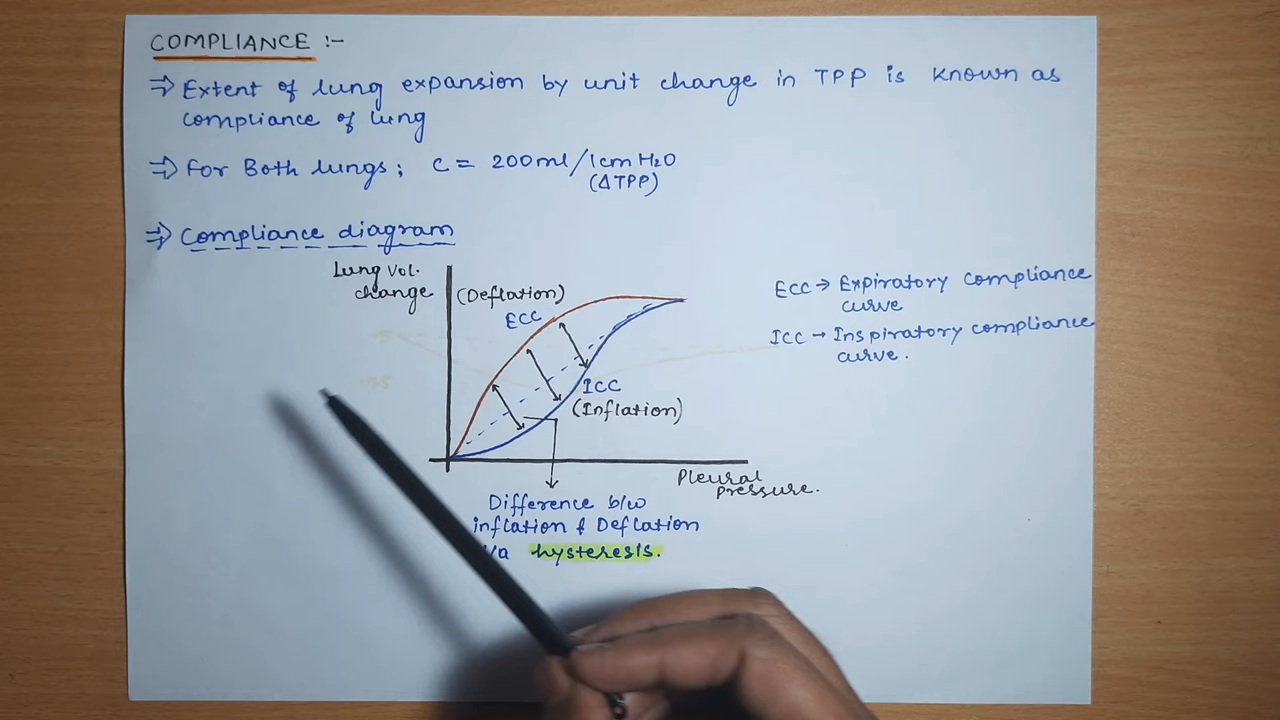 COMPLIANCE :-
⇒ Extent of lung expansion by unit change in TPP is known as
compliance of lung
⇒ For Both lungs; C = 200ml/1cm H2O
(ΔTPP)
⇒ Compliance diagram
Lung Vol.
change
(Deflation)
ECC
ECC → Expiratory compliance
curve
ICC → Inspiratory compliance
curve.
ICC
(Inflation)
Pleural
pressure.
Difference b/w
inflation & Deflation
hysteresis.